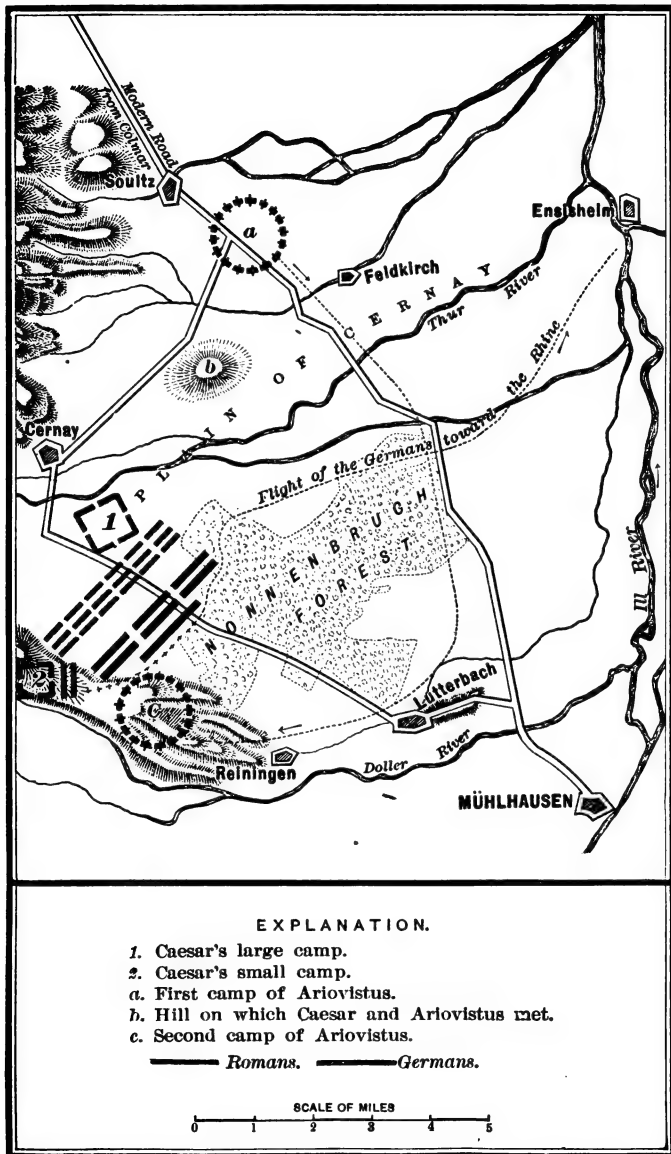 Modern Road
from Colmar
Soultz
a
Ensisheim
Feldkirch
PLAIN OF CERNAY
Thur River
b
Cernay
Flight of the Germans toward the Rhine
1
NONNENBRUGH
FOREST
Ill River
2
c
Lutterbach
Reiningen
Doller River
MÜHLHAUSEN
EXPLANATION.
1. Caesar's large camp.
2. Caesar's small camp.
a. First camp of Ariovistus.
b. Hill on which Caesar and Ariovistus met.
c. Second camp of Ariovistus.
Romans. Germans.
SCALE OF MILES
0 1 2 3 4 5